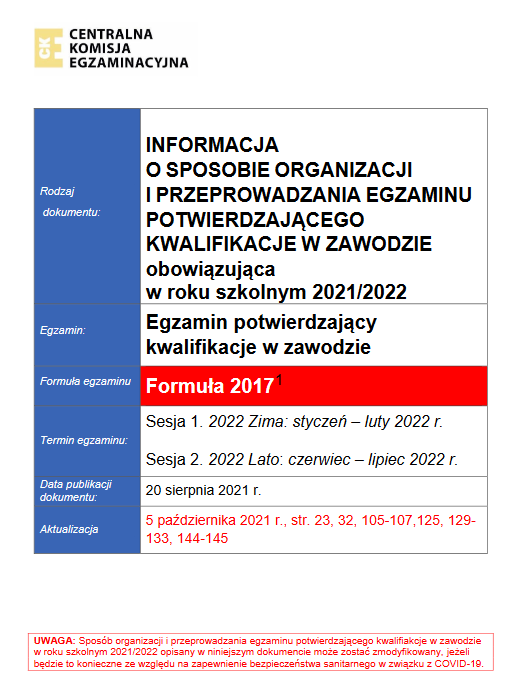 CKE
CENTRALNA
KOMISJA
EGZAMINACYJNA
Rodzaj
dokumentu:
INFORMACJA
O SPOSOBIE ORGANIZACJI
I PRZEPROWADZANIA EGZAMINU
POTWIERDZAJĄCEGO
KWALIFIKACJE W ZAWODZIE
obowiązująca
w roku szkolnym 2021/2022
Egzamin:
Egzamin potwierdzający
kwalifikacje w zawodzie
Formuła egzaminu
Formuła 2017¹
Termin egzaminu:
Sesja 1. 2022 Zima: styczeń – luty 2022 r.
Sesja 2. 2022 Lato: czerwiec – lipiec 2022 r.
Data publikacji
dokumentu:
20 sierpnia 2021 r.
Aktualizacja
5 października 2021 r., str. 23, 32, 105-107,125, 129-
133, 144-145
UWAGA: Sposób organizacji i przeprowadzania egzaminu potwierdzającego kwalifiakcje w zawodzie
w roku szkolnym 2021/2022 opisany w niniejszym dokumencie może zostać zmodyfikowany, jeżeli
będzie to konieczne ze względu na zapewnienie bezpieczeństwa sanitarnego w związku z COVID-19.